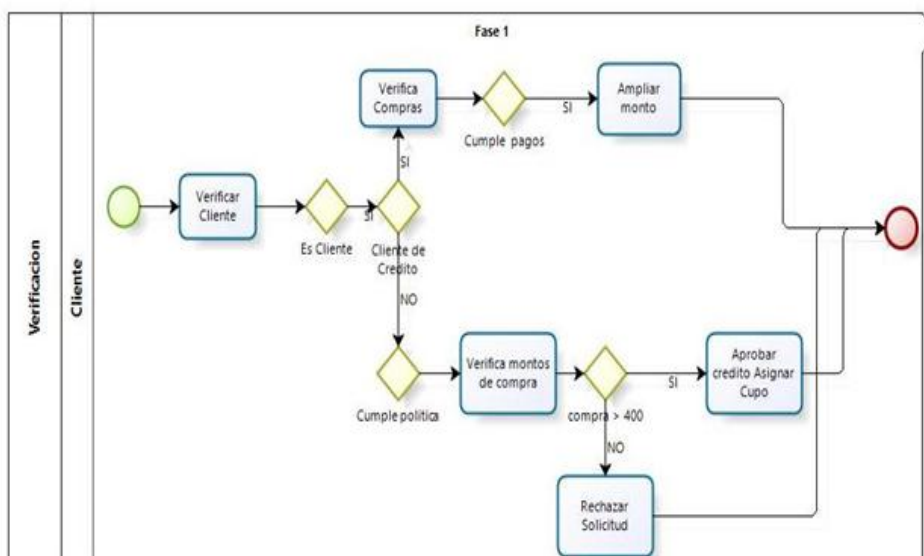 Fase 1
Verificacion
Cliente
Verificar
Cliente
Es Cliente
SI
Cliente de
Credito
SI
Verifica
Compras
Cumple pagos
SI
Ampliar
monto
NO
Cumple política
Verifica montos
de compra
compra > 400
SI
Aprobar
credito Asignar
Cupo
NO
Rechazar
Solicitud